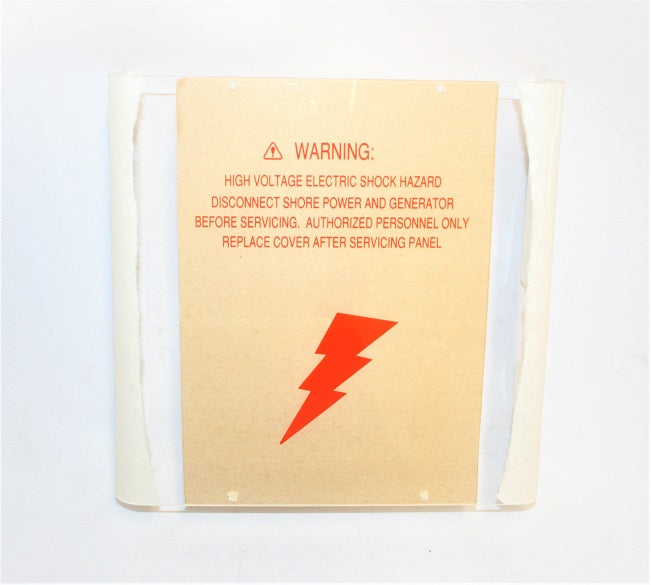 WARNING:
HIGH VOLTAGE ELECTRIC SHOCK HAZARD
DISCONNECT SHORE POWER AND GENERATOR
BEFORE SERVICING. AUTHORIZED PERSONNEL ONLY
REPLACE COVER AFTER SERVICING PANEL